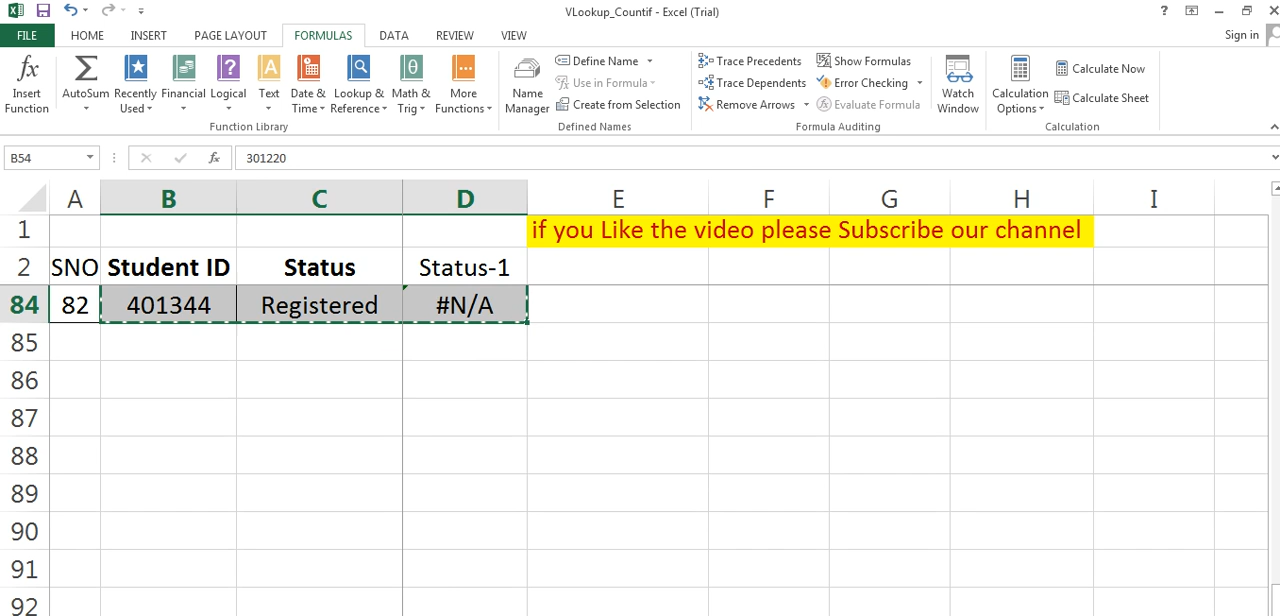 VLookup_Countif - Excel (Trial)
?
FILE HOME INSERT PAGE LAYOUT FORMULAS DATA REVIEW VIEW Sign in
fx Insert Function
Σ AutoSum
Recently Used
Financial
Logical
A Text
Date & Time
Lookup & Reference
θ Math & Trig
More Functions
Function Library
Name Manager
Define Name
Use in Formula
Create from Selection
Defined Names
Trace Precedents
Trace Dependents
Remove Arrows
Show Formulas
Error Checking
Evaluate Formula
Formula Auditing
Watch Window
Calculation Options
Calculate Now
Calculate Sheet
Calculation
B54 fx 301220
A B C D E F G H I
1 if you Like the video please Subscribe our channel
2 SNO Student ID Status Status-1
84 82 401344 Registered #N/A
85
86
87
88
89
90
91
92